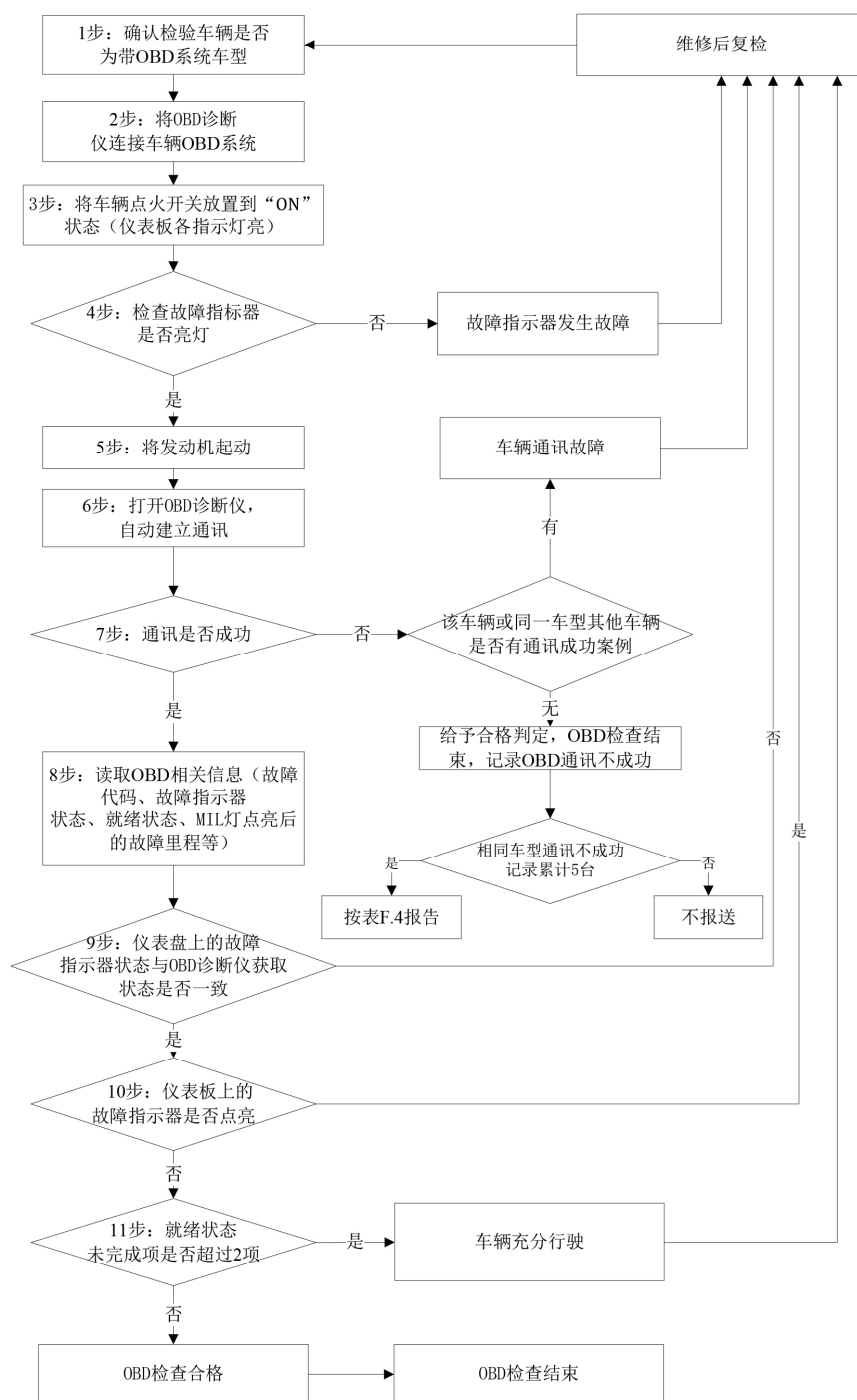 1步：确认检验车辆是否
为带OBD系统车型
维修后复检
2步：将OBD诊断
仪连接车辆OBD系统
3步：将车辆点火开关放置到“ON”
状态（仪表板各指示灯亮）
4步：检查故障指标器
是否亮灯
否
故障指示器发生故障
是
5步：将发动机起动
车辆通讯故障
6步：打开OBD诊断仪，
自动建立通讯
有
7步：通讯是否成功
否
该车辆或同一车型其他车辆
是否有通讯成功案例
是
无
给予合格判定，OBD检查结
束，记录OBD通讯不成功
否
8步：读取OBD相关信息（故障
代码、故障指示器
状态、就绪状态、MIL灯点亮后
的故障里程等）
是
相同车型通讯不成功
记录累计5台
是
否
按表F.4报告
不报送
9步：仪表盘上的故障
指示器状态与OBD诊断仪获取
状态是否一致
是
10步：仪表板上的
故障指示器是否点亮
否
11步：就绪状态
未完成项是否超过2项
是
车辆充分行驶
否
OBD检查合格
OBD检查结束